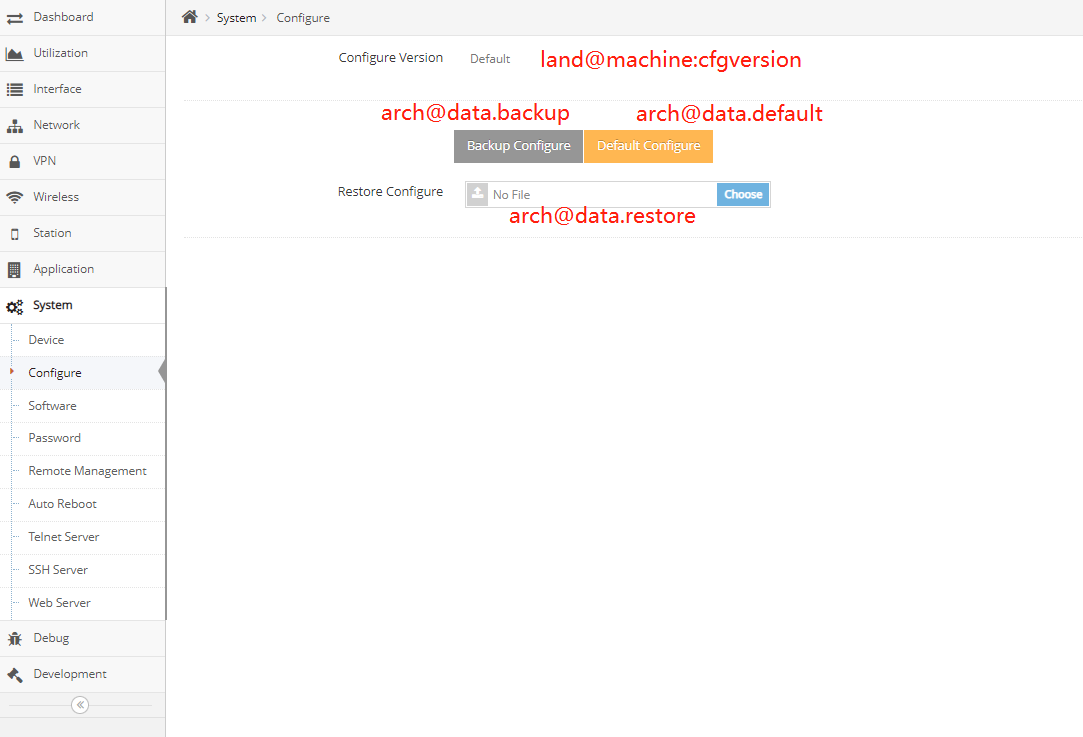 Dashboard
Utilization
Interface
Network
VPN
Wireless
Station
Application
System
Device
Configure
Software
Password
Remote Management
Auto Reboot
Telnet Server
SSH Server
Web Server
Debug
Development
System Configure
Configure Version Default land@machine:cfgversion
arch@data.backup arch@data.default
Backup Configure Default Configure
Restore Configure No File Choose
arch@data.restore